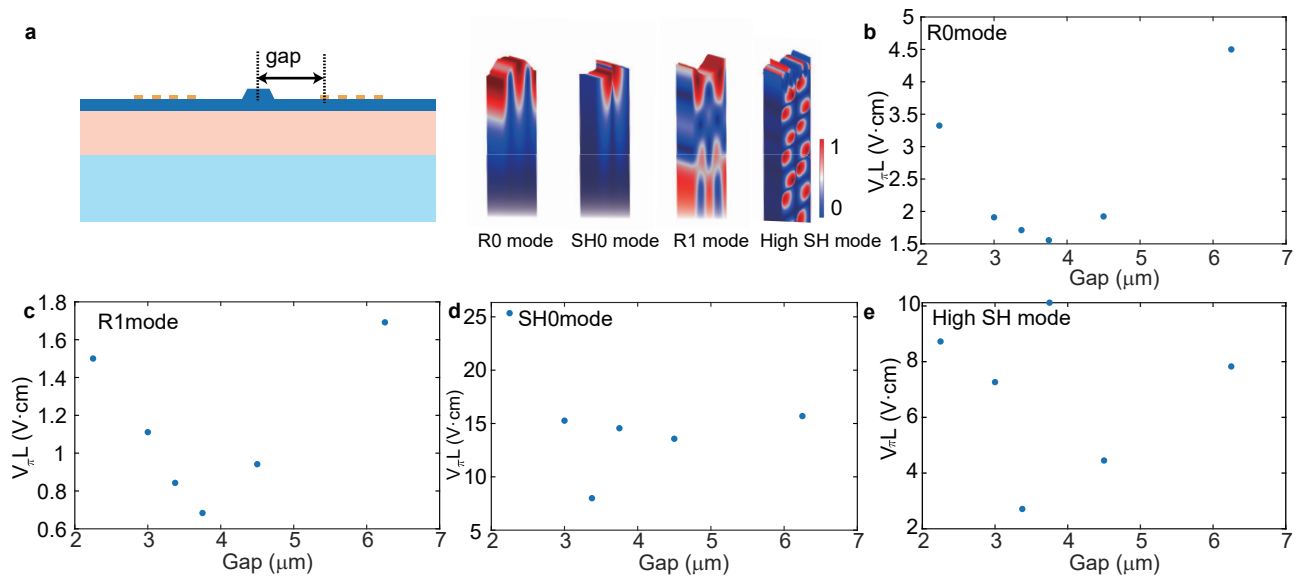 a
gap
1
0
R0 mode
SH0 mode
R1 mode
High SH mode
b
R0mode
5
4.5
4
3.5
3
2.5
2
1.5
VπL (V·cm)
2 3 4 5 6 7
Gap (μm)
c
R1mode
1.8
1.6
1.4
1.2
1
0.8
0.6
VπL (V·cm)
2 3 4 5 6 7
Gap (μm)
d
SH0mode
25
20
15
10
5
VπL (V·cm)
2 3 4 5 6 7
Gap (μm)
e
High SH mode
10
8
6
4
2
VπL (V·cm)
2 3 4 5 6 7
Gap (μm)